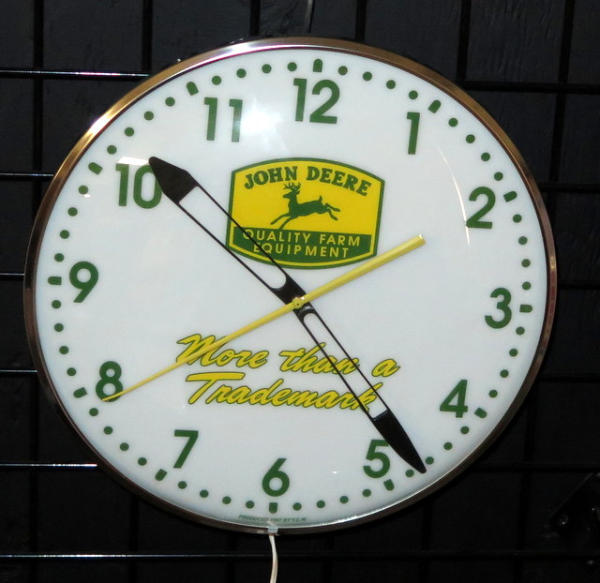 12
11
1
10
2
JOHN DEERE
QUALITY FARM
EQUIPMENT
9
3
More than a
Trademark
8
4
7
5
6